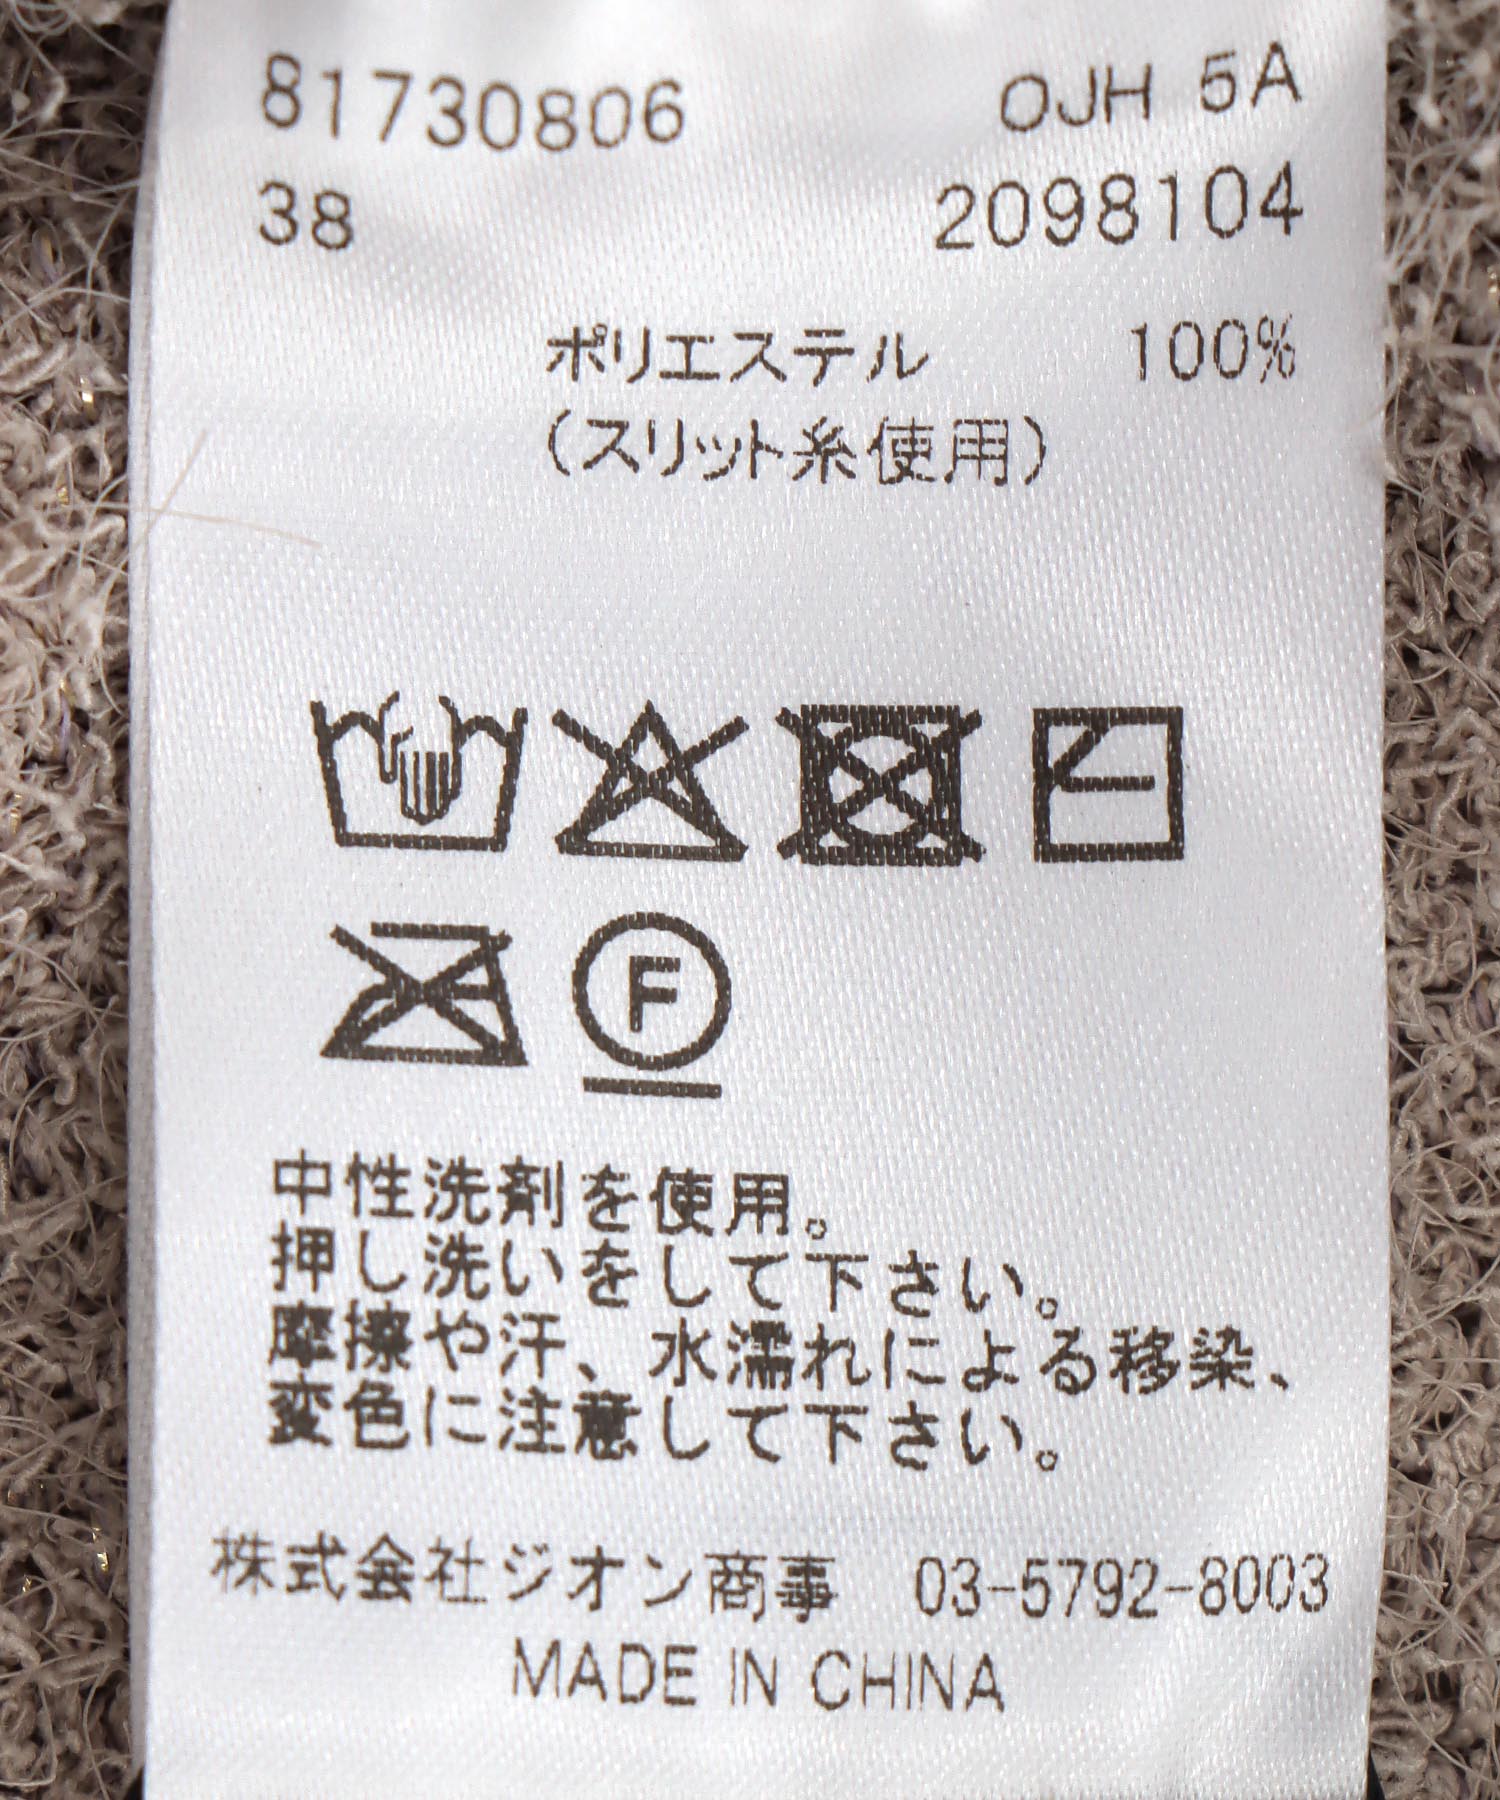 81730806 OJH 5A
38 2098104
ポリエステル 100%
(スリット糸使用)
F
中性洗剤を使用。
押し洗いをして下さい。
摩擦や汗、水濡れによる移染、
変色に注意して下さい。
株式会社ジオン商事 03-5792-8003
MADE IN CHINA